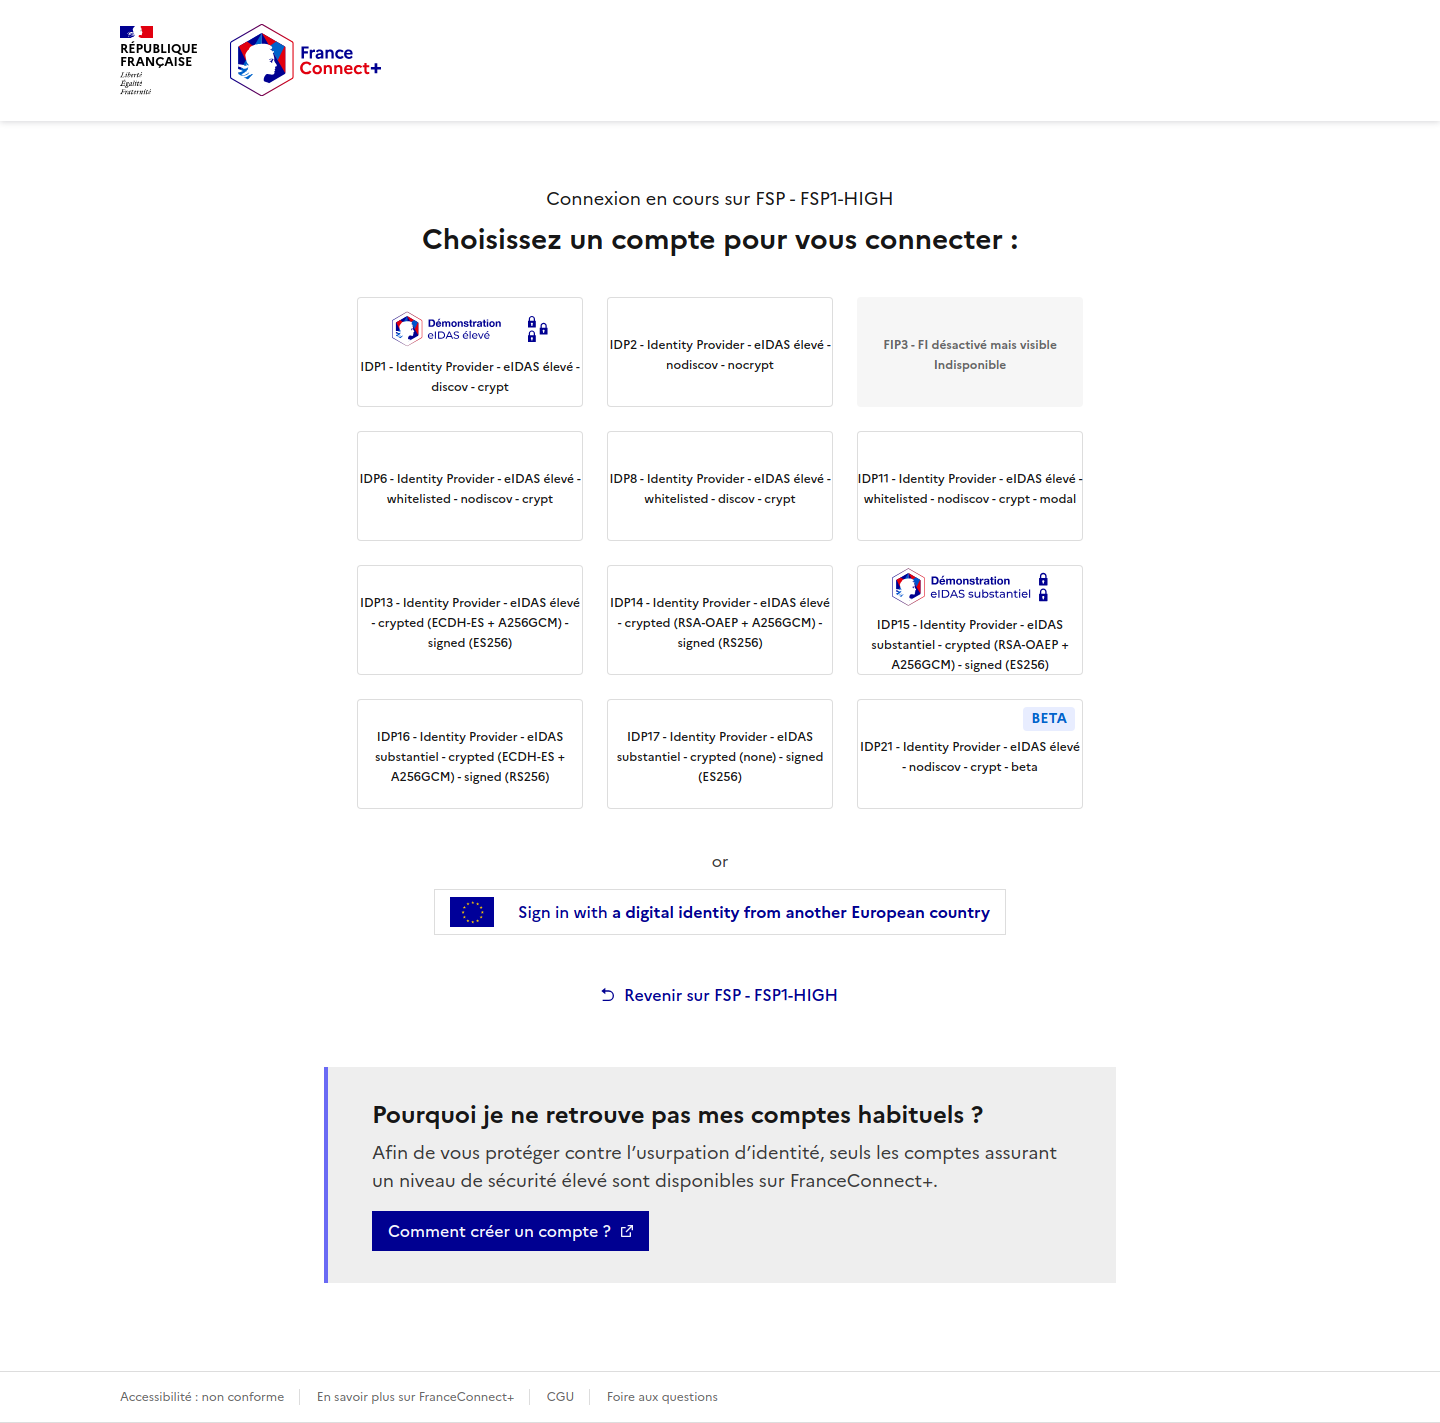 RÉPUBLIQUE
FRANÇAISE
Liberté
Égalité
Fraternité
France
Connect+
Connexion en cours sur FSP - FSP1-HIGH
Choisissez un compte pour vous connecter :
Démonstration
eIDAS élevé
IDP1 - Identity Provider - eIDAS élevé -
discov - crypt
IDP2 - Identity Provider - eIDAS élevé -
nodiscov - nocrypt
FIP3 - FI désactivé mais visible
Indisponible
IDP6 - Identity Provider - eIDAS élevé -
whitelisted - nodiscov - crypt
IDP8 - Identity Provider - eIDAS élevé -
whitelisted - discov - crypt
IDP11 - Identity Provider - eIDAS élevé -
whitelisted - nodiscov - crypt - modal
IDP13 - Identity Provider - eIDAS élevé
- crypted (ECDH-ES + A256GCM) -
signed (ES256)
IDP14 - Identity Provider - eIDAS élevé
- crypted (RSA-OAEP + A256GCM) -
signed (RS256)
Démonstration
eIDAS substantiel
IDP15 - Identity Provider - eIDAS
substantiel - crypted (RSA-OAEP +
A256GCM) - signed (ES256)
IDP16 - Identity Provider - eIDAS
substantiel - crypted (ECDH-ES +
A256GCM) - signed (RS256)
IDP17 - Identity Provider - eIDAS
substantiel - crypted (none) - signed
(ES256)
BETA
IDP21 - Identity Provider - eIDAS élevé
- nodiscov - crypt - beta
or
Sign in with a digital identity from another European country
Revenir sur FSP - FSP1-HIGH
Pourquoi je ne retrouve pas mes comptes habituels ?
Afin de vous protéger contre l’usurpation d’identité, seuls les comptes assurant
un niveau de sécurité élevé sont disponibles sur FranceConnect+.
Comment créer un compte ?
Accessibilité : non conforme
En savoir plus sur FranceConnect+
CGU
Foire aux questions